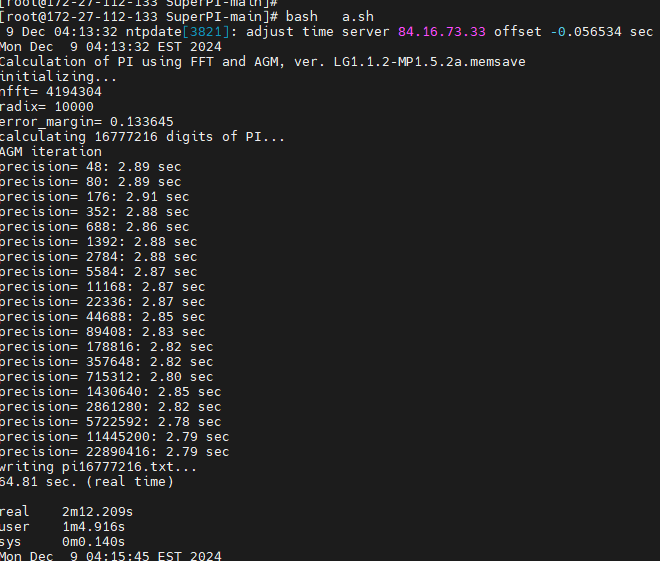 [root@172-27-112-133 SuperPI-main]#
[root@172-27-112-133 SuperPI-main]# bash   a.sh
 9 Dec 04:13:32 ntpdate[3821]: adjust time server 84.16.73.33 offset -0.056534 sec
Mon Dec  9 04:13:32 EST 2024
Calculation of PI using FFT and AGM, ver. LG1.1.2-MP1.5.2a.memsave
initializing...
nfft= 4194304
radix= 10000
error_margin= 0.133645
calculating 16777216 digits of PI...
AGM iteration
precision= 48: 2.89 sec
precision= 80: 2.89 sec
precision= 176: 2.91 sec
precision= 352: 2.88 sec
precision= 688: 2.86 sec
precision= 1392: 2.88 sec
precision= 2784: 2.88 sec
precision= 5584: 2.87 sec
precision= 11168: 2.87 sec
precision= 22336: 2.87 sec
precision= 44688: 2.85 sec
precision= 89408: 2.83 sec
precision= 178816: 2.82 sec
precision= 357648: 2.82 sec
precision= 715312: 2.80 sec
precision= 1430640: 2.85 sec
precision= 2861280: 2.82 sec
precision= 5722592: 2.78 sec
precision= 11445200: 2.79 sec
precision= 22890416: 2.79 sec
writing pi16777216.txt...
64.81 sec. (real time)
real    2m12.209s
user    1m4.916s
sys     0m0.140s
Mon Dec  9 04:15:45 EST 2024